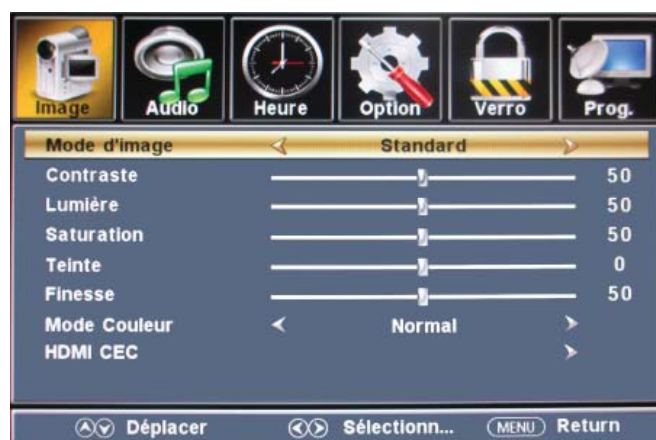 Image Audio Heure Option Verro Prog.
Mode d'image Standard
Contraste 50
Lumière 50
Saturation 50
Teinte 0
Finesse 50
Mode Couleur Normal
HDMI CEC
Déplacer Sélectionn... MENU Return